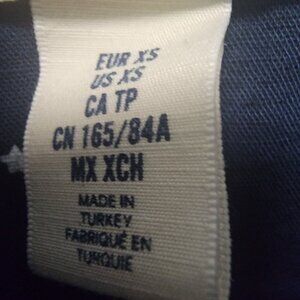 EUR XS
US XS
CA TP
CN 165/84A
MX XCH
MADE IN
TURKEY
FABRIQUÉ EN
TURQUIE